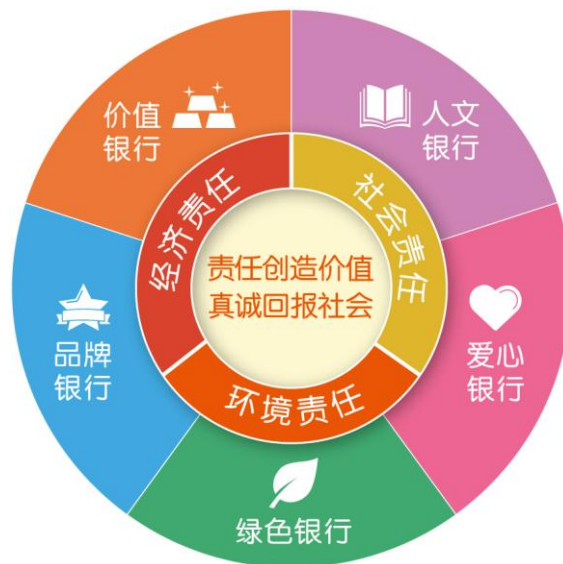 价值
银行
人文
银行
经济责任
社会责任
责任创造价值
真诚回报社会
品牌
银行
爱心
银行
环境责任
绿色银行